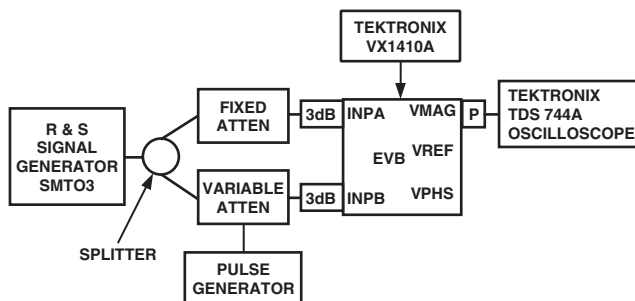 TEKTRONIX
VX1410A
R & S
SIGNAL
GENERATOR
SMTO3
SPLITTER
FIXED
ATTEN
VARIABLE
ATTEN
PULSE
GENERATOR
3dB
3dB
INPA
INPB
EVB
VMAG
VREF
VPHS
P
TEKTRONIX
TDS 744A
OSCILLOSCOPE